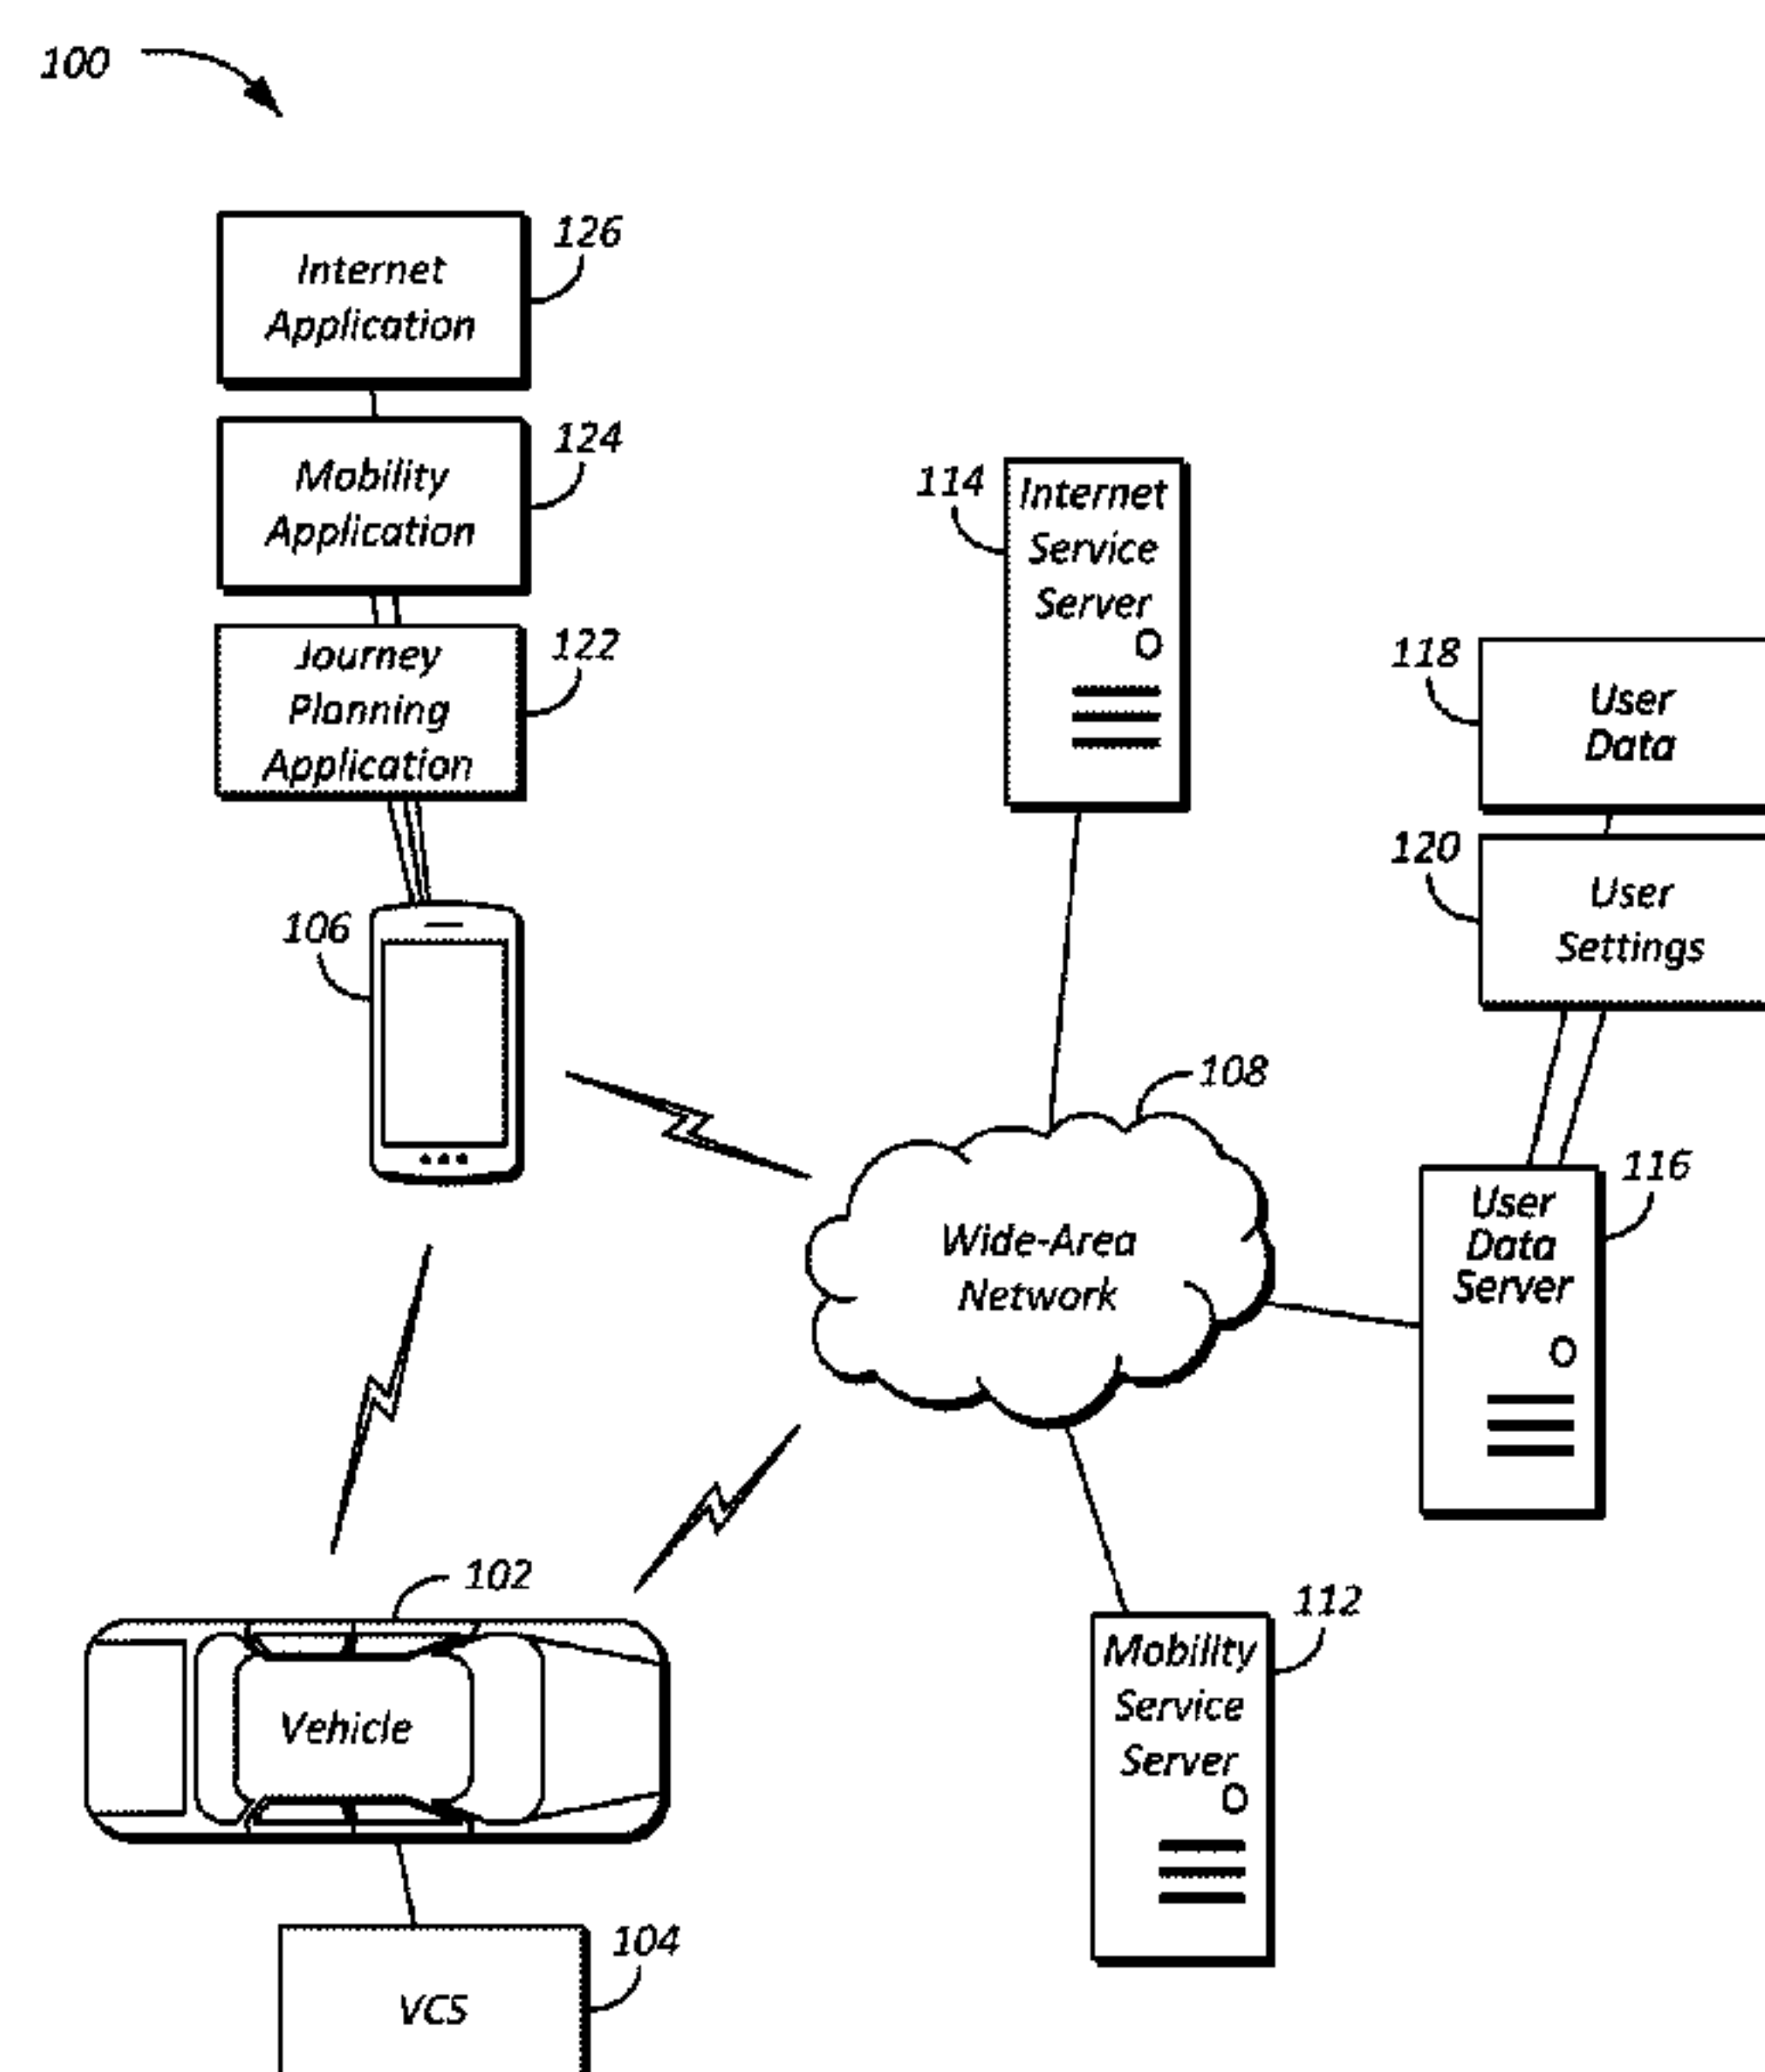 100
Internet
Application
126
Mobility
Application
124
Journey
Planning
Application
122
114
Internet
Service
Server
118
User
Data
120
User
Settings
106
108
Wide-Area
Network
116
User
Data
Server
102
Vehicle
112
Mobility
Service
Server
104
VCS